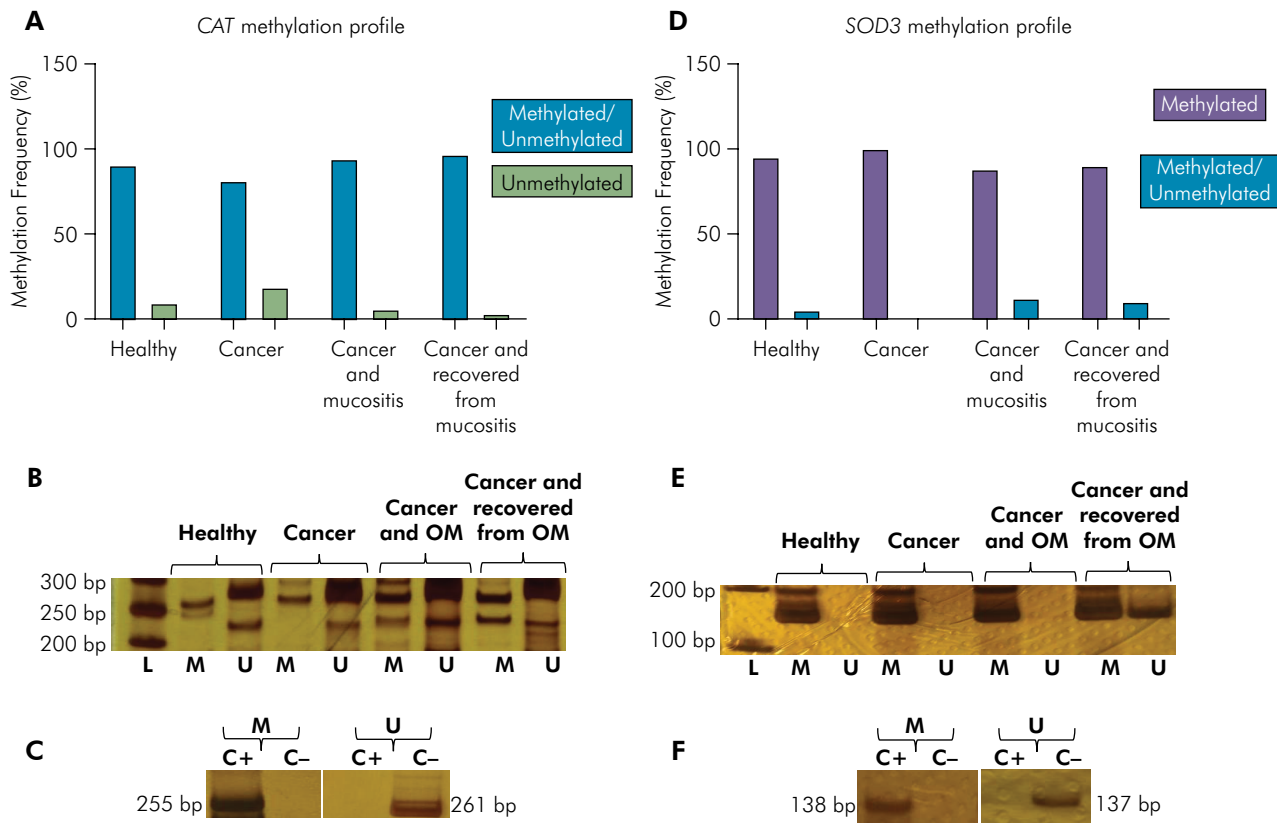 A
CAT methylation profile
Methylation Frequency (%)
150
100
50
0
Methylated/
Unmethylated
Unmethylated
Healthy
Cancer
Cancer
and
mucositis
Cancer and
recovered
from
mucositis
D
SOD3 methylation profile
Methylation Frequency (%)
150
100
50
0
Methylated
Methylated/
Unmethylated
Healthy
Cancer
Cancer
and
mucositis
Cancer and
recovered
from
mucositis
B
Healthy
Cancer
Cancer
and OM
Cancer and
recovered
from OM
300 bp
250 bp
200 bp
L M U M U M U M U
E
Healthy
Cancer
Cancer
and OM
Cancer and
recovered
from OM
200 bp
100 bp
L M U M U M U M U
C
M U
C+ C– C+ C–
255 bp 261 bp
F
M U
C+ C– C+ C–
138 bp 137 bp